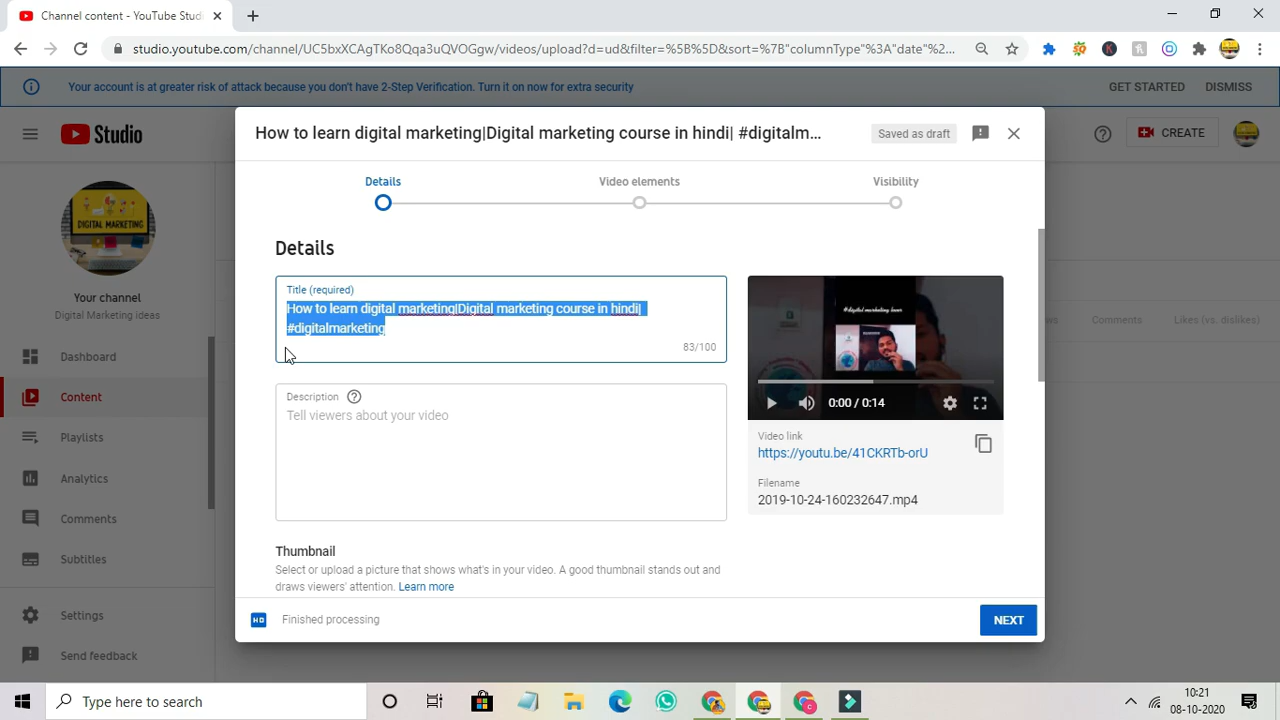 Channel content - YouTube Stud
studio.youtube.com/channel/UC5bxXCAgTKo8Qqa3uQVOGgw/videos/upload?d=ud&filter=%5B%5D&sort=%7B"columnType"%3A"date"%2...
Your account is at greater risk of attack because you don't have 2-Step Verification. Turn it on now for extra security
GET STARTED
DISMISS
Studio
CREATE
How to learn digital marketing|Digital marketing course in hindi| #digitalm...
Saved as draft
Details
Video elements
Visibility
DIGITAL MARKETING
Your channel
Digital Marketing ideas
Dashboard
Content
Playlists
Analytics
Comments
Subtitles
Settings
Send feedback
Details
Title (required)
How to learn digital marketing|Digital marketing course in hindi|
#digitalmarketing
83/100
Description
Tell viewers about your video
Thumbnail
Select or upload a picture that shows what's in your video. A good thumbnail stands out and
draws viewers' attention. Learn more
0:00 / 0:14
Video link
https://youtu.be/41CKRTb-orU
Filename
2019-10-24-160232647.mp4
Comments
Likes (vs. dislikes)
HD
Finished processing
NEXT
Type here to search
0:21
08-10-2020